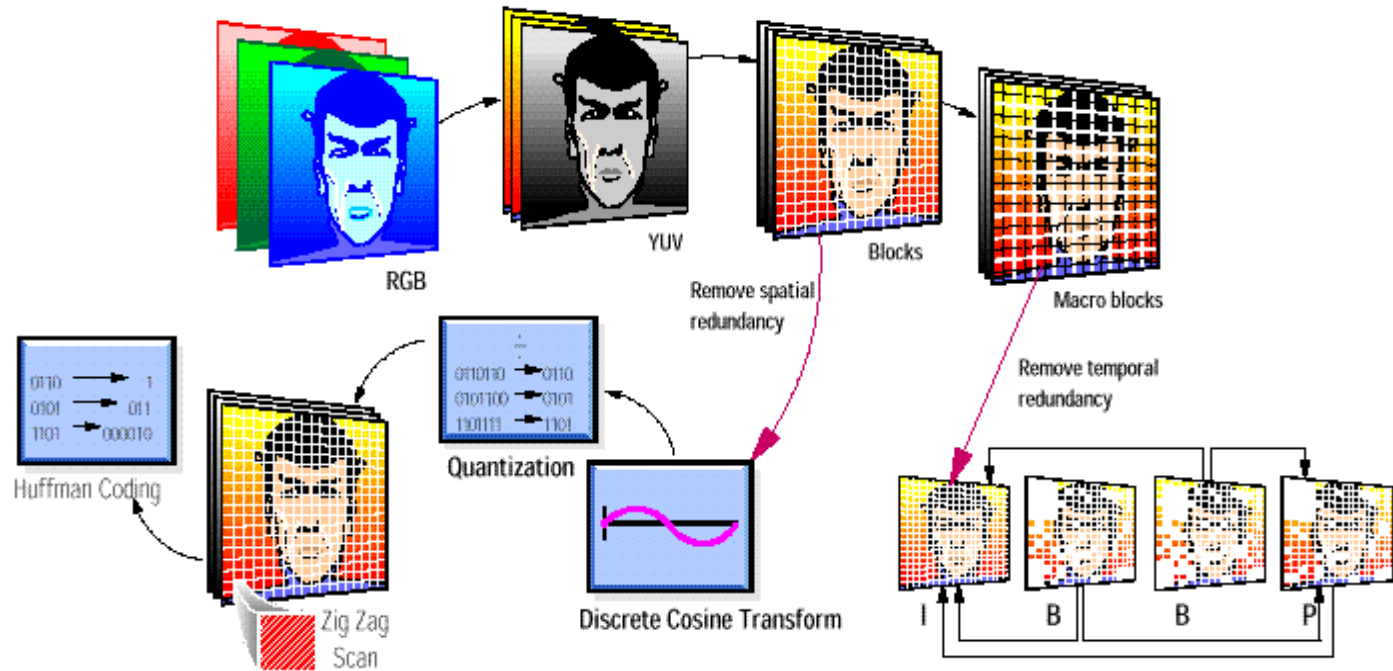 RGB
YUV
Blocks
Macro blocks
Remove spatial
redundancy
Remove temporal
redundancy
0110 1
0101 011
1101 000010
Huffman Coding
0110110 0110
0101100 0101
1101111 1101
Quantization
Discrete Cosine Transform
Zig Zag
Scan
I B B P